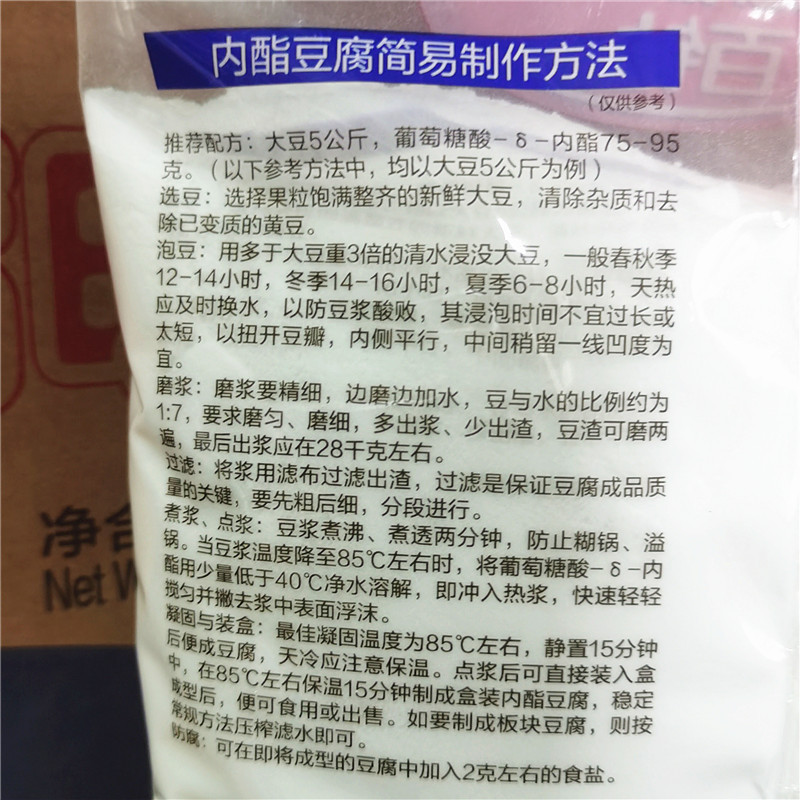 内酯豆腐简易制作方法
（仅供参考）
推荐配方：大豆5公斤，葡萄糖酸-δ-内酯75-95
克。（以下参考方法中，均以大豆5公斤为例）
选豆：选择果粒饱满整齐的新鲜大豆，清除杂质和去
除已变质的黄豆。
泡豆：用多于大豆重3倍的清水浸没大豆，一般春秋季
12-14小时，冬季14-16小时，夏季6-8小时，天热
应及时换水，以防豆浆酸败，其浸泡时间不宜过长或
太短，以扭开豆瓣，内侧平行，中间稍留一线凹度为
宜。
磨浆：磨浆要精细，边磨边加水，豆与水的比例约为
1:7，要求磨匀、磨细，多出浆、少出渣，豆渣可磨两
遍，最后出浆应在28千克左右。
过滤：将浆用滤布过滤出渣，过滤是保证豆腐成品质
量的关键，要先粗后细，分段进行。
煮浆、点浆：豆浆煮沸、煮透两分钟，防止糊锅、溢
锅。当豆浆温度降至85℃左右时，将葡萄糖酸-δ-内
酯用少量低于40℃净水溶解，即冲入热浆，快速轻轻
搅匀并撇去浆中表面浮沫。
凝固与装盒：最佳凝固温度为85℃左右，静置15分钟
后便成豆腐，天冷应注意保温。点浆后可直接装入盒
中，在85℃左右保温15分钟制成盒装内酯豆腐，稳定
成型后，便可食用或出售。如要制成板块豆腐，则按
常规方法压榨滤水即可。
防腐：可在即将成型的豆腐中加入2克左右的食盐。
净含
Net W